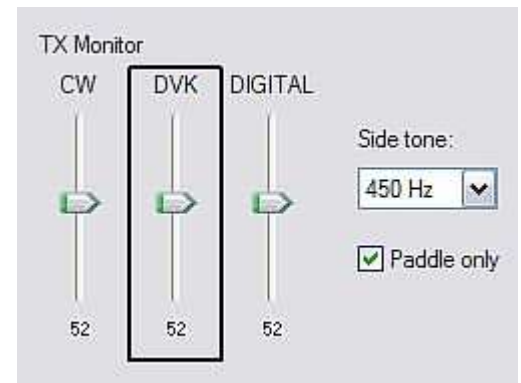 TX Monitor
CW DVK DIGITAL
Side tone:
450 Hz
Paddle only
52 52 52